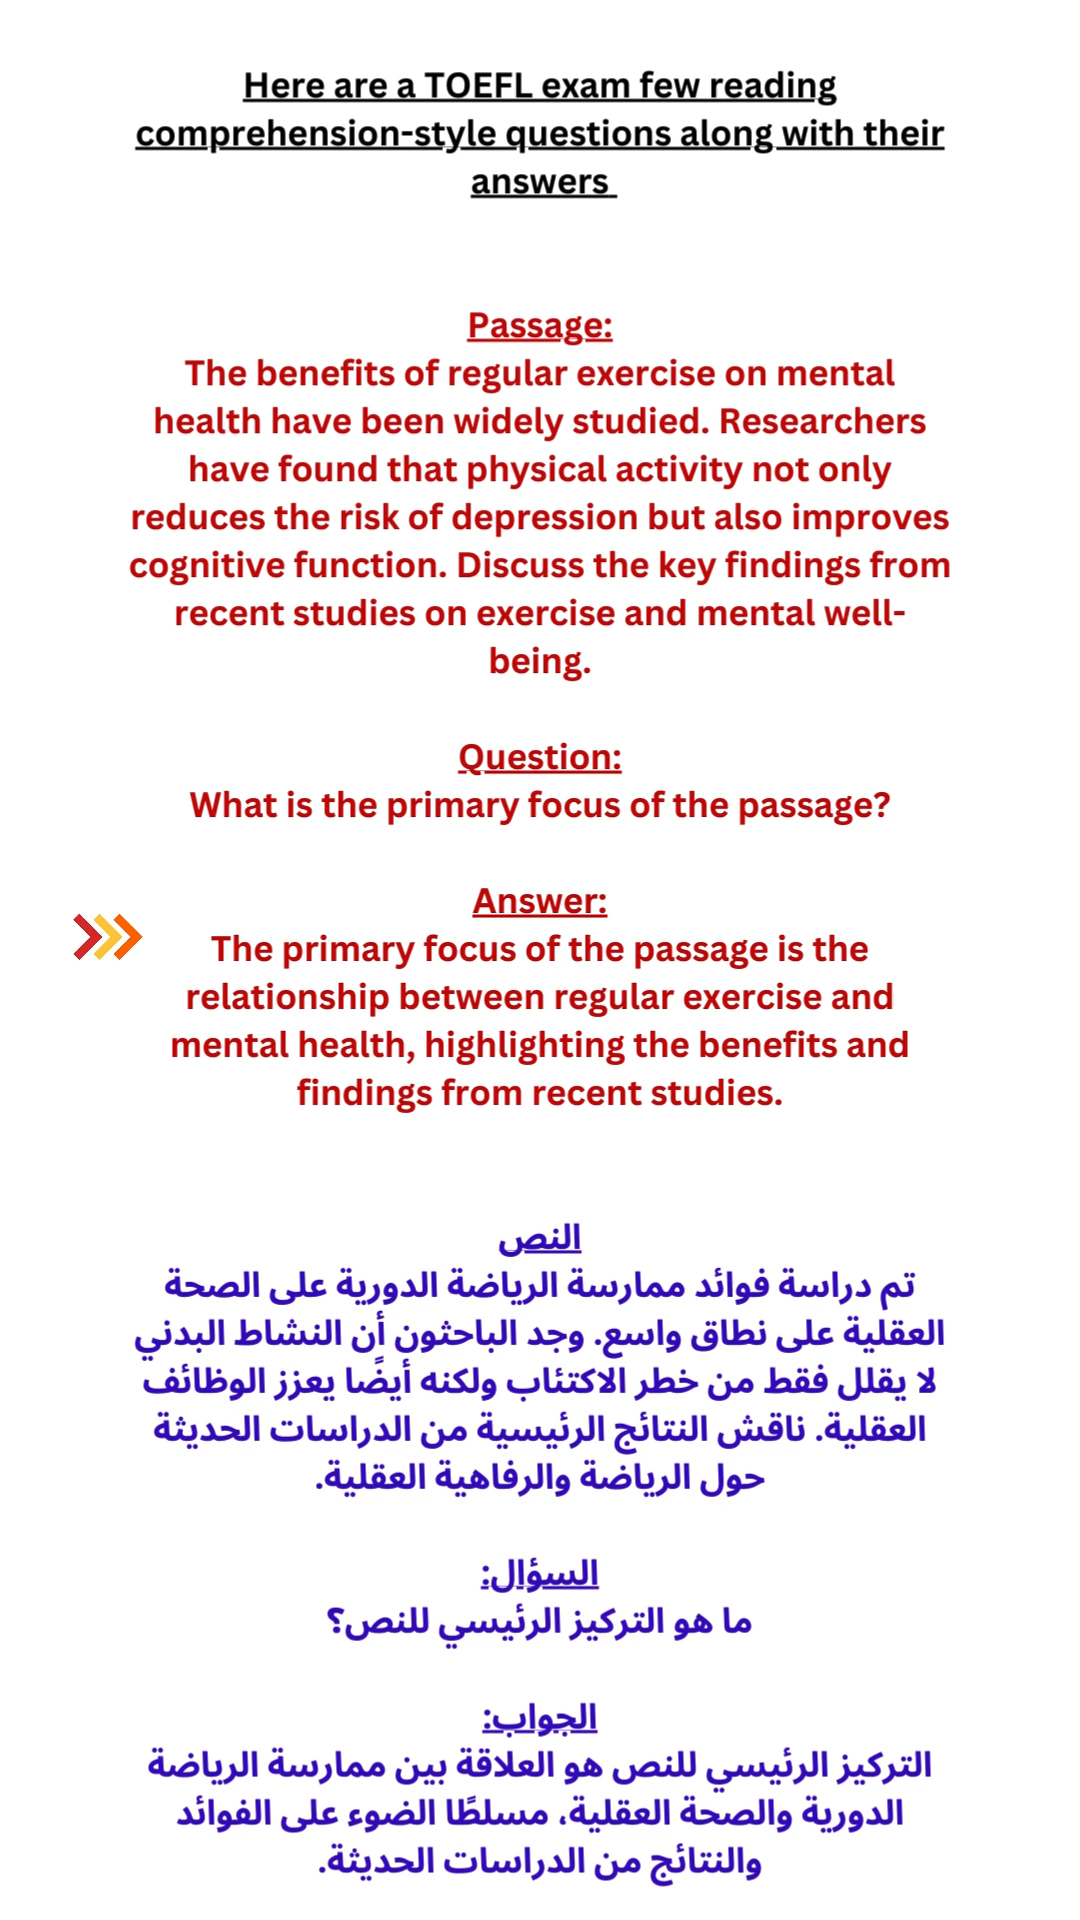 Here are a TOEFL exam few reading
comprehension-style questions along with their
answers
Passage:
The benefits of regular exercise on mental
health have been widely studied. Researchers
have found that physical activity not only
reduces the risk of depression but also improves
cognitive function. Discuss the key findings from
recent studies on exercise and mental well-
being.
Question:
What is the primary focus of the passage?
Answer:
The primary focus of the passage is the
relationship between regular exercise and
mental health, highlighting the benefits and
findings from recent studies.
النص
تم دراسة فوائد ممارسة الرياضة الدورية على الصحة
العقلية على نطاق واسع. وجد الباحثون أن النشاط البدني
لا يقلل فقط من خطر الاكتئاب ولكنه أيضًا يعزز الوظائف
العقلية. ناقش النتائج الرئيسية من الدراسات الحديثة
حول الرياضة والرفاهية العقلية.
السؤال:
ما هو التركيز الرئيسي للنص؟
الجواب:
التركيز الرئيسي للنص هو العلاقة بين ممارسة الرياضة
الدورية والصحة العقلية، مسلطًا الضوء على الفوائد
والنتائج من الدراسات الحديثة.